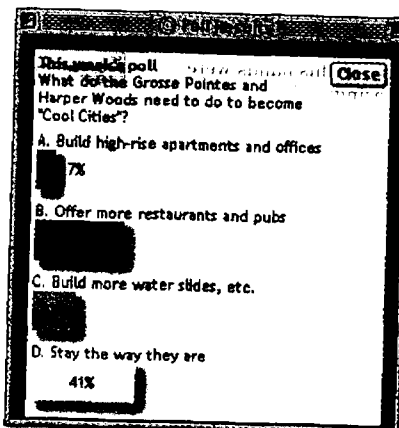 This week's poll
Close
What do the Grosse Pointes and
Harper Woods need to do to become
"Cool Cities"?
A. Build high-rise apartments and offices
7%
B. Offer more restaurants and pubs
C. Build more water slides, etc.
D. Stay the way they are
41%